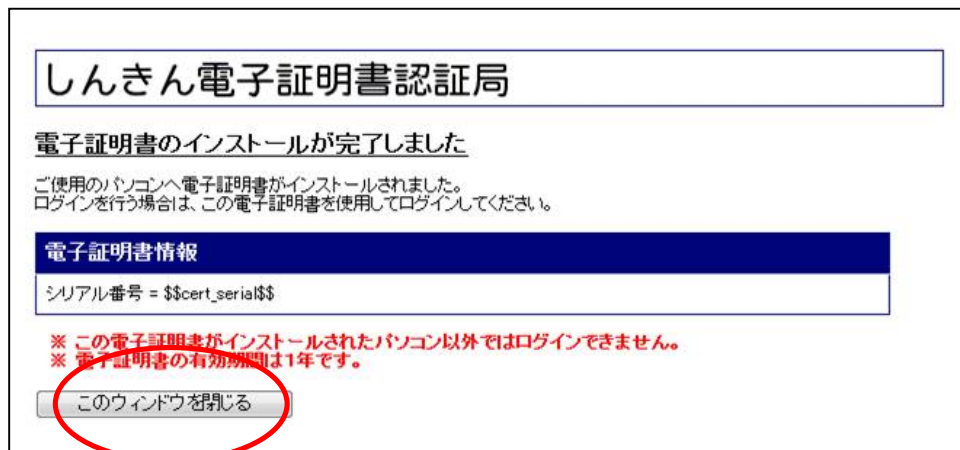 しんきん電子証明書認証局
電子証明書のインストールが完了しました
ご使用のパソコンへ電子証明書がインストールされました。
ログインを行う場合は、この電子証明書を使用してログインしてください。
電子証明書情報
シリアル番号 = $$cert_serial$$
※ この電子証明書がインストールされたパソコン以外ではログインできません。
※ 電子証明書の有効期間は1年です。
このウィンドウを閉じる